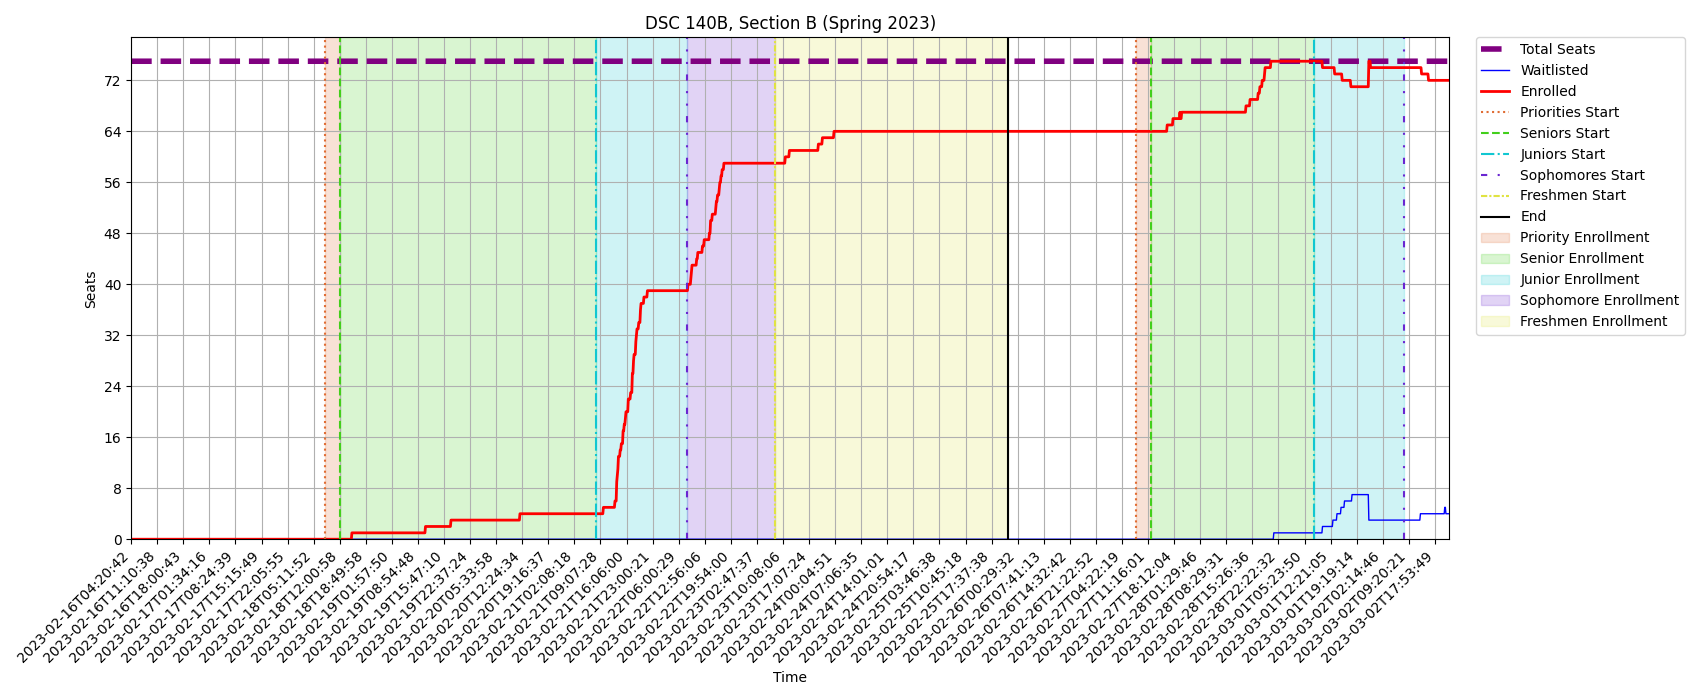 DSC 140B, Section B (Spring 2023)
Total Seats
Waitlisted
Enrolled
Priorities Start
Seniors Start
Juniors Start
Sophomores Start
Freshmen Start
End
Priority Enrollment
Senior Enrollment
Junior Enrollment
Sophomore Enrollment
Freshmen Enrollment
Seats
72
64
56
48
40
32
24
16
8
0
2023-02-16T04:20:42
2023-02-16T11:10:38
2023-02-16T18:00:43
2023-02-17T01:34:16
2023-02-17T08:24:39
2023-02-17T15:15:49
2023-02-17T22:05:55
2023-02-18T05:11:52
2023-02-18T12:00:58
2023-02-18T18:49:58
2023-02-19T01:57:50
2023-02-19T08:54:48
2023-02-19T15:47:10
2023-02-19T22:37:24
2023-02-20T05:33:58
2023-02-20T12:24:34
2023-02-20T19:16:37
2023-02-21T02:08:18
2023-02-21T09:07:28
2023-02-21T16:06:00
2023-02-21T23:00:21
2023-02-22T06:00:29
2023-02-22T12:56:06
2023-02-22T19:54:00
2023-02-23T02:47:37
2023-02-23T10:08:06
2023-02-23T17:07:24
2023-02-24T00:04:51
2023-02-24T07:06:35
2023-02-24T14:01:01
2023-02-24T20:54:17
2023-02-25T03:46:38
2023-02-25T10:45:18
2023-02-25T17:37:38
2023-02-26T00:29:32
2023-02-26T07:41:13
2023-02-26T14:32:42
2023-02-26T21:22:52
2023-02-27T04:22:19
2023-02-27T11:16:01
2023-02-27T18:12:04
2023-02-28T01:29:46
2023-02-28T08:29:31
2023-02-28T15:26:36
2023-02-28T22:22:32
2023-03-01T05:23:50
2023-03-01T12:21:05
2023-03-01T19:19:14
2023-03-02T02:14:46
2023-03-02T09:20:21
2023-03-02T17:53:49
Time